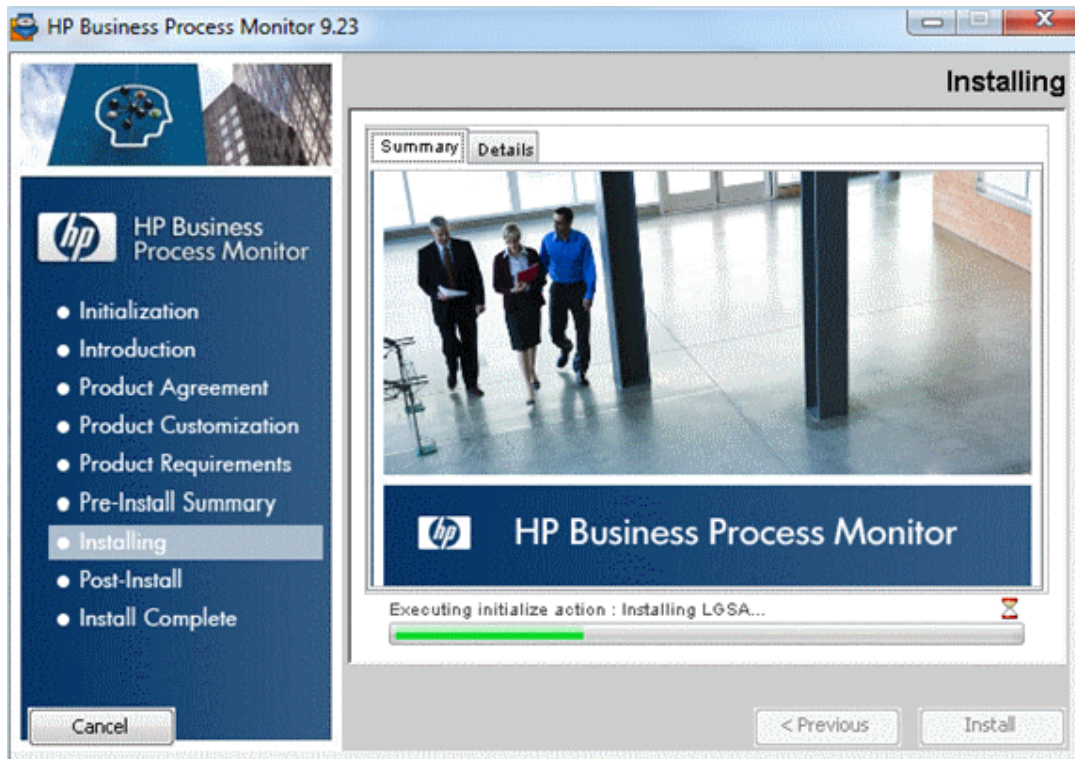 HP Business Process Monitor 9.23
Installing
Summary
Details
hp
HP Business
Process Monitor
Initialization
Introduction
Product Agreement
Product Customization
Product Requirements
Pre-Install Summary
Installing
Post-Install
Install Complete
hp
HP Business Process Monitor
Executing initialize action : Installing LGSA...
Cancel
< Previous
Install